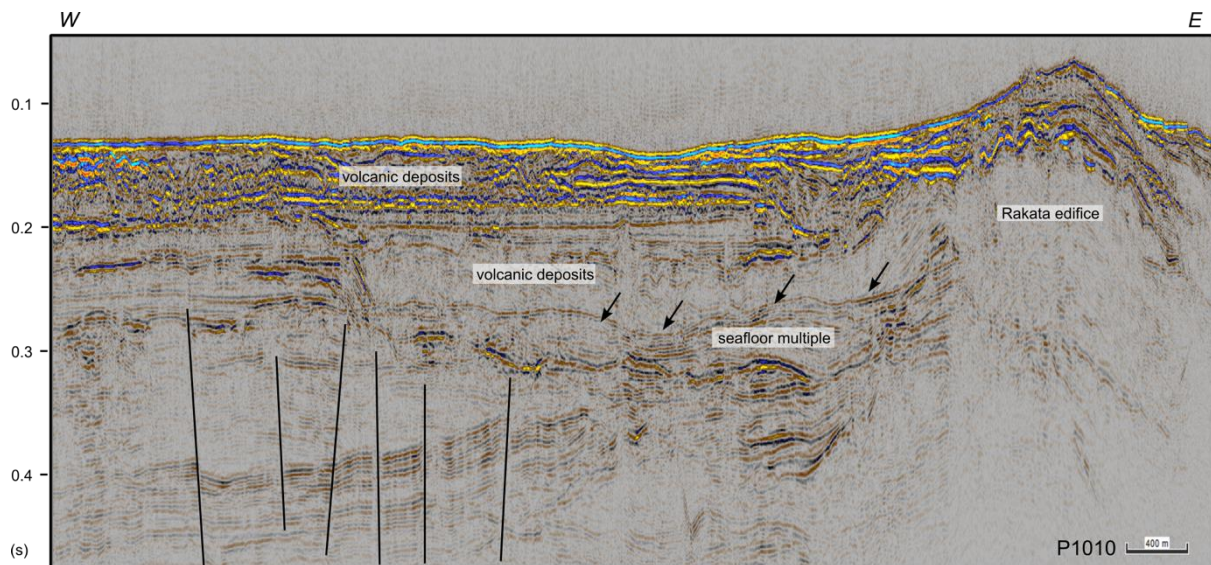 W
E
0.1
volcanic deposits
0.2
Rakata edifice
volcanic deposits
0.3
seafloor multiple
0.4
(s)
P1010
400 m